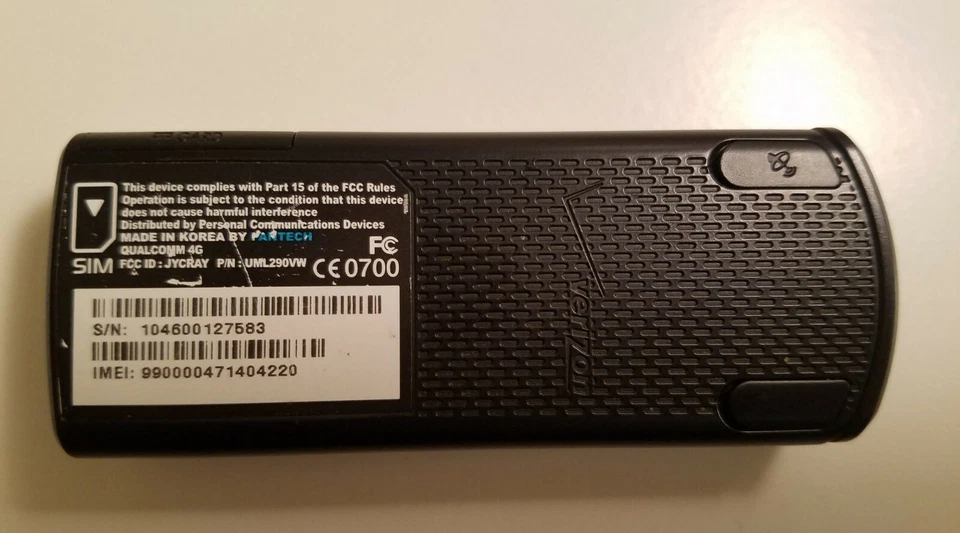 This device complies with Part 15 of the FCC Rules
Operation is subject to the condition that this device
does not cause harmful interference
Distributed by Personal Communications Devices
MADE IN KOREA BY PANTECH
QUALCOMM 4G
FC
SIM FCC ID : JYCRAY P/N : UML290VW CE0700
S/N: 104600127583
IMEI: 990000471404220
verizon